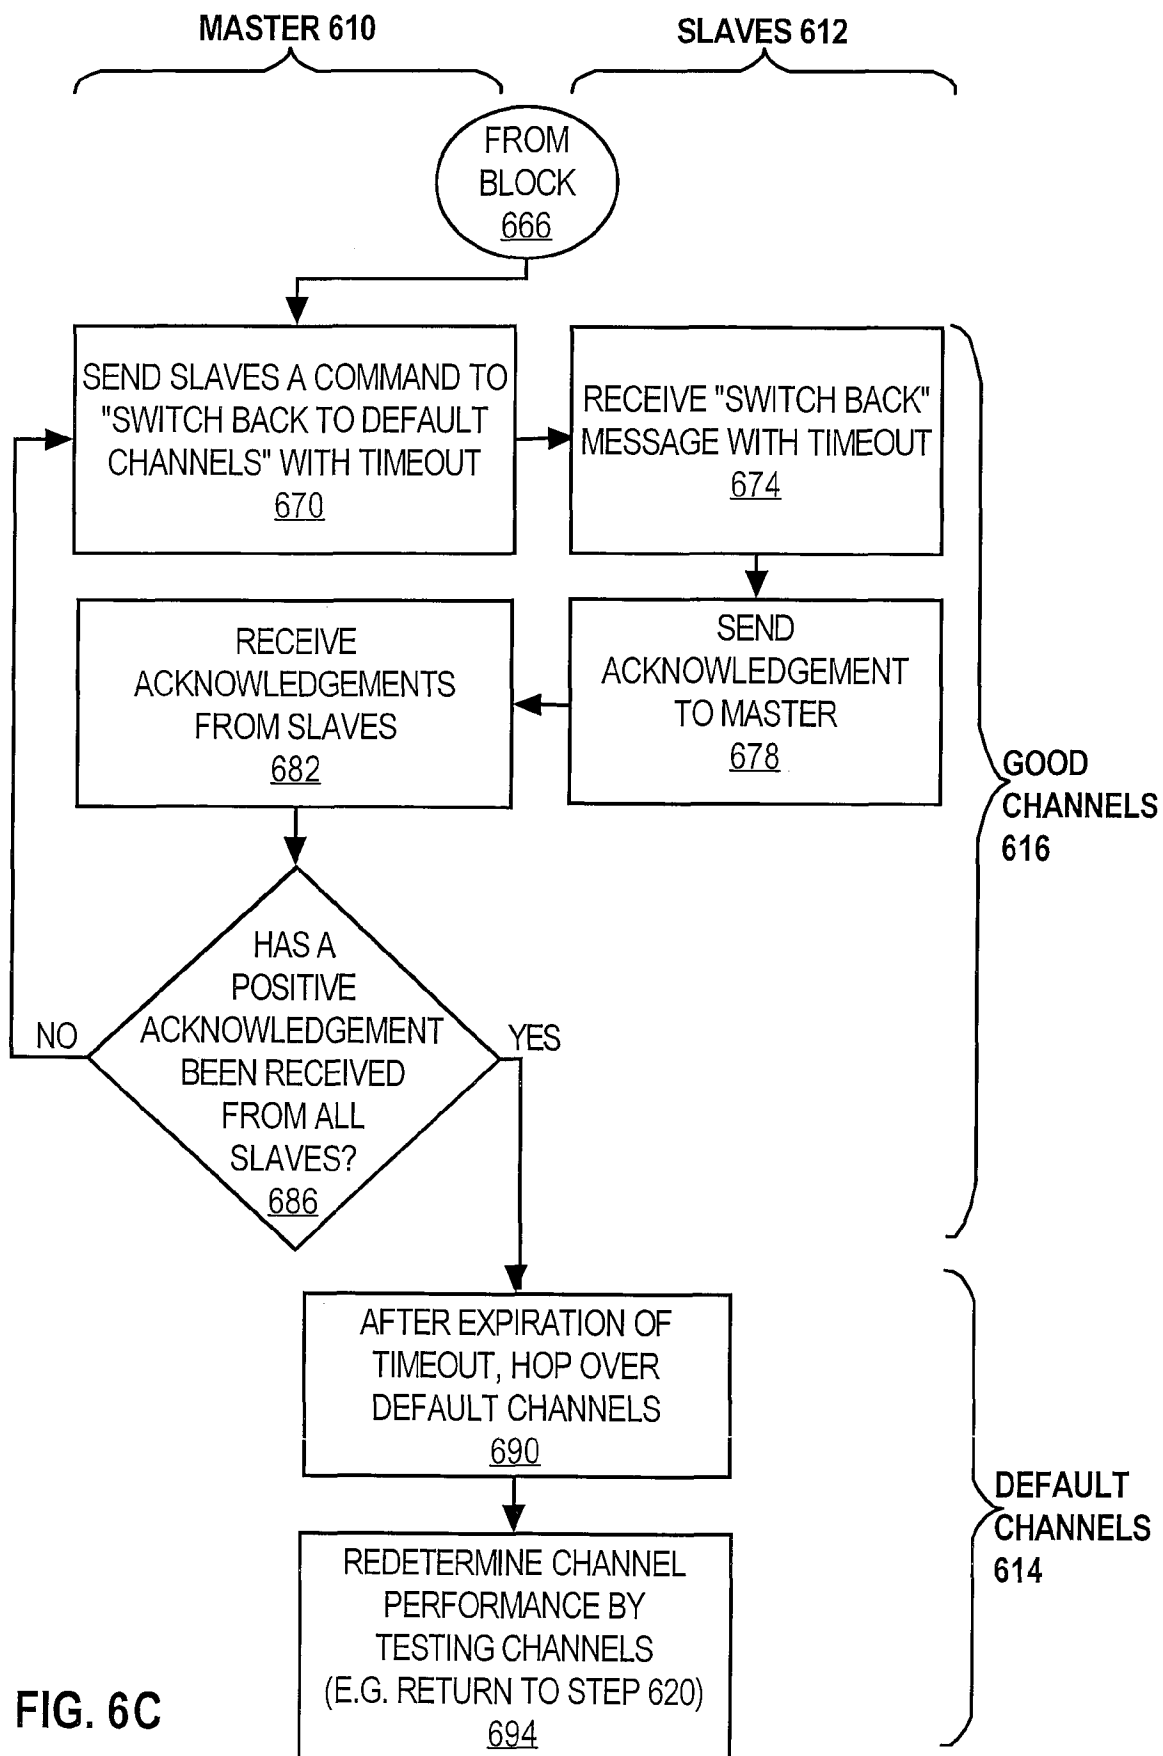 MASTER 610
SLAVES 612
FROM
BLOCK
666
SEND SLAVES A COMMAND TO
"SWITCH BACK TO DEFAULT
CHANNELS" WITH TIMEOUT
670
RECEIVE "SWITCH BACK"
MESSAGE WITH TIMEOUT
674
RECEIVE
ACKNOWLEDGEMENTS
FROM SLAVES
682
SEND
ACKNOWLEDGEMENT
TO MASTER
678
GOOD
CHANNELS
616
HAS A
POSITIVE
ACKNOWLEDGEMENT
BEEN RECEIVED
FROM ALL
SLAVES?
686
NO
YES
AFTER EXPIRATION OF
TIMEOUT, HOP OVER
DEFAULT CHANNELS
690
DEFAULT
CHANNELS
614
REDETERMINE CHANNEL
PERFORMANCE BY
TESTING CHANNELS
(E.G. RETURN TO STEP 620)
694
FIG. 6C